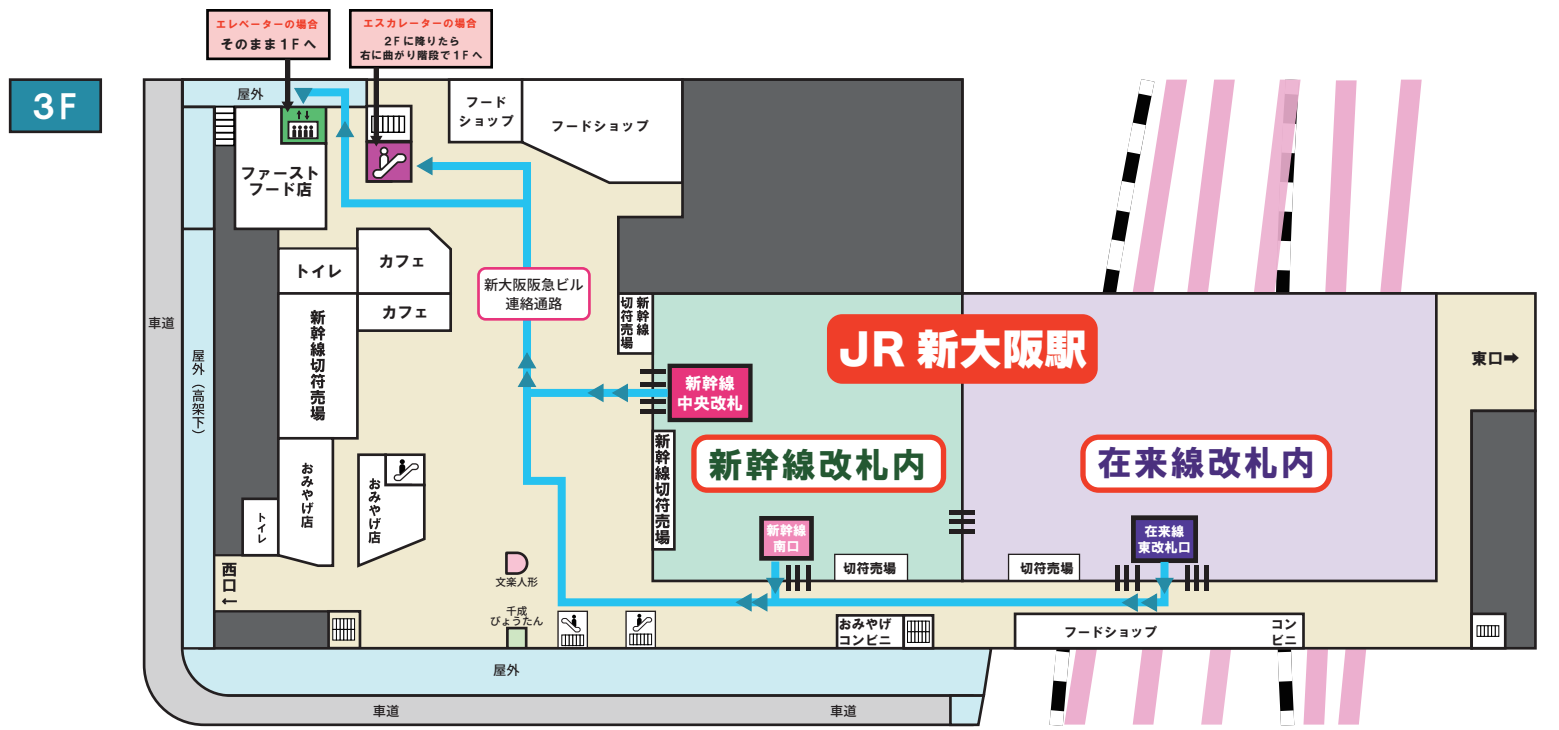 エレベーターの場合
そのまま1Fへ
エスカレーターの場合
2Fに降りたら
右に曲がり階段で1Fへ
3F
屋外
フード
ショップ
フードショップ
ファースト
フード店
トイレ
カフェ
カフェ
新大阪阪急ビル
連絡通路
新幹線
切符売場
新幹線切符売場
車道
屋外（高架下）
JR 新大阪駅
東口➡
新幹線
中央改札
新幹線改札内
在来線改札内
新幹線切符売場
おみやげ店
おみやげ店
トイレ
新幹線
南口
在来線
東改札口
切符売場
切符売場
文楽人形
西口←
千成
びょうたん
おみやげ
コンビニ
フードショップ
コン
ビニ
屋外
車道
車道